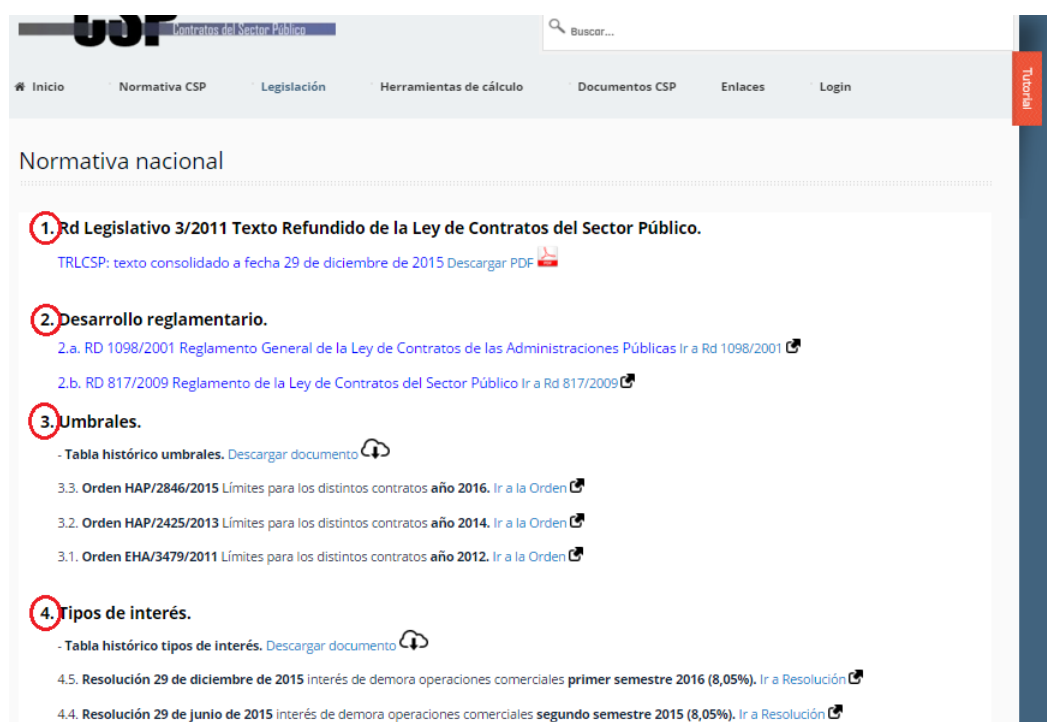 CSP
Contratos del Sector Público
Buscar...
Inicio Normativa CSP Legislación Herramientas de cálculo Documentos CSP Enlaces Login
Tutorial
Normativa nacional
1. Rd Legislativo 3/2011 Texto Refundido de la Ley de Contratos del Sector Público.
TRLCSP: texto consolidado a fecha 29 de diciembre de 2015 Descargar PDF
2. Desarrollo reglamentario.
2.a. RD 1098/2001 Reglamento General de la Ley de Contratos de las Administraciones Públicas Ir a Rd 1098/2001
2.b. RD 817/2009 Reglamento de la Ley de Contratos del Sector Público Ir a Rd 817/2009
3. Umbrales.
- Tabla histórico umbrales. Descargar documento
3.3. Orden HAP/2846/2015 Límites para los distintos contratos año 2016. Ir a la Orden
3.2. Orden HAP/2425/2013 Límites para los distintos contratos año 2014. Ir a la Orden
3.1. Orden EHA/3479/2011 Límites para los distintos contratos año 2012. Ir a la Orden
4. Tipos de interés.
- Tabla histórico tipos de interés. Descargar documento
4.5. Resolución 29 de diciembre de 2015 interés de demora operaciones comerciales primer semestre 2016 (8,05%). Ir a Resolución
4.4. Resolución 29 de junio de 2015 interés de demora operaciones comerciales segundo semestre 2015 (8,05%). Ir a Resolución